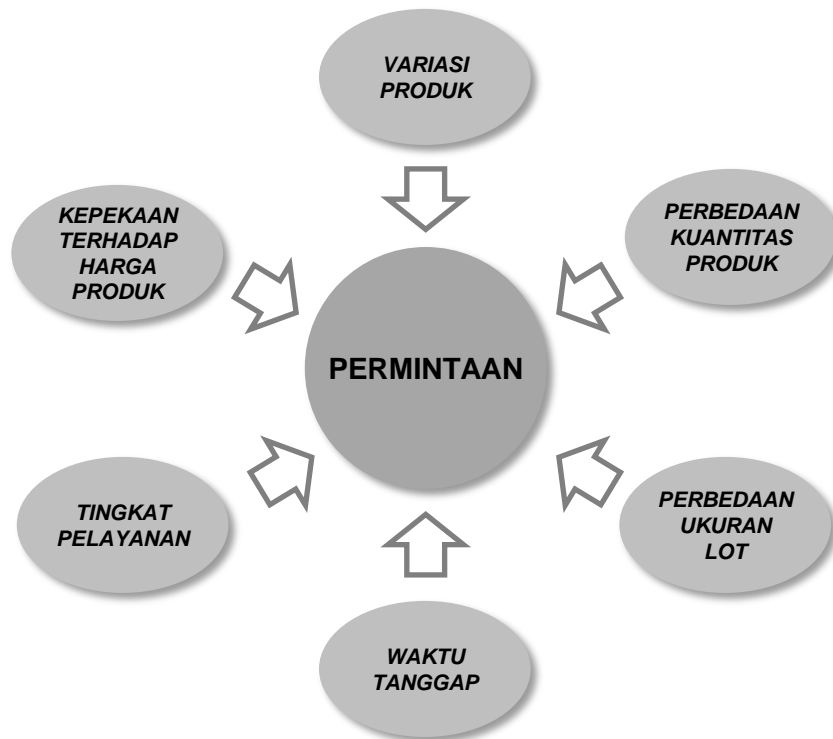 VARIASI
PRODUK
KEPEKAAN
TERHADAP
HARGA
PRODUK
PERBEDAAN
KUANTITAS
PRODUK
PERMINTAAN
TINGKAT
PELAYANAN
PERBEDAAN
UKURAN
LOT
WAKTU
TANGGAP